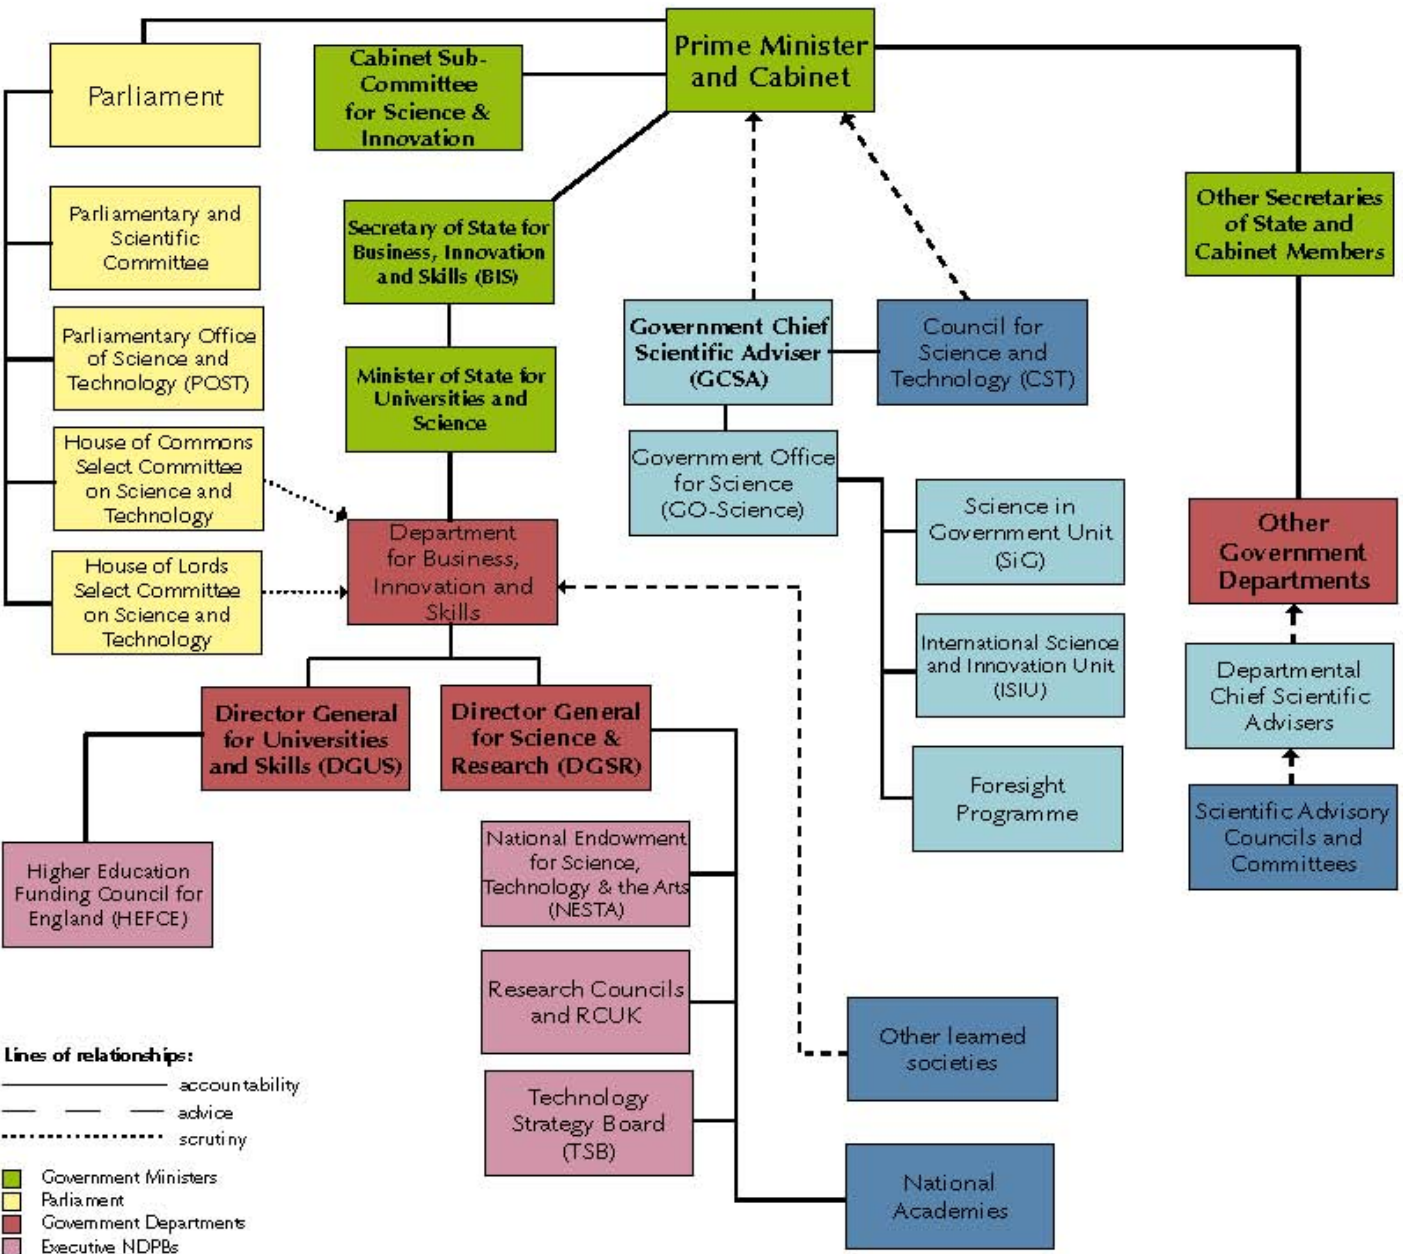 Prime Minister
and Cabinet
Parliament
Cabinet Sub-
Committee
for Science &
Innovation
Parliamentary and
Scientific
Committee
Secretary of State for
Business, Innovation
and Skills (BIS)
Other Secretaries
of State and
Cabinet Members
Parliamentary Office
of Science and
Technology (POST)
Minister of State for
Universities and
Science
Government Chief
Scientific Adviser
(GCSA)
Council for
Science and
Technology (CST)
House of Commons
Select Committee
on Science and
Technology
Government Office
for Science
(GO-Science)
Science in
Government Unit
(SiG)
Other
Government
Departments
House of Lords
Select Committee
on Science and
Technology
Department
for Business,
Innovation and
Skills
International Science
and Innovation Unit
(ISIU)
Departmental
Chief Scientific
Advisers
Director General
for Universities
and Skills (DGUS)
Director General
for Science &
Research (DGSR)
Foresight
Programme
Scientific Advisory
Councils and
Committees
Higher Education
Funding Council for
England (HEFCE)
National Endowment
for Science,
Technology & the Arts
(NESTA)
Research Councils
and RCUK
Other learned
societies
Technology
Strategy Board
(TSB)
National
Academies
Lines of relationships:
accountability
advice
scrutiny
Government Ministers
Parliament
Government Departments
Executive NDPBs